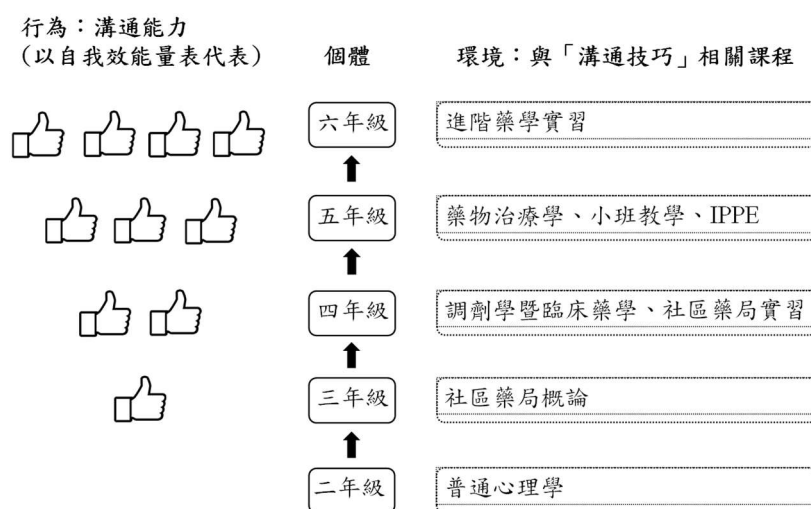 行為：溝通能力
(以自我效能量表代表)
個體
環境：與「溝通技巧」相關課程
六年級
進階藥學實習
五年級
藥物治療學、小班教學、IPPE
四年級
調劑學暨臨床藥學、社區藥局實習
三年級
社區藥局概論
二年級
普通心理學